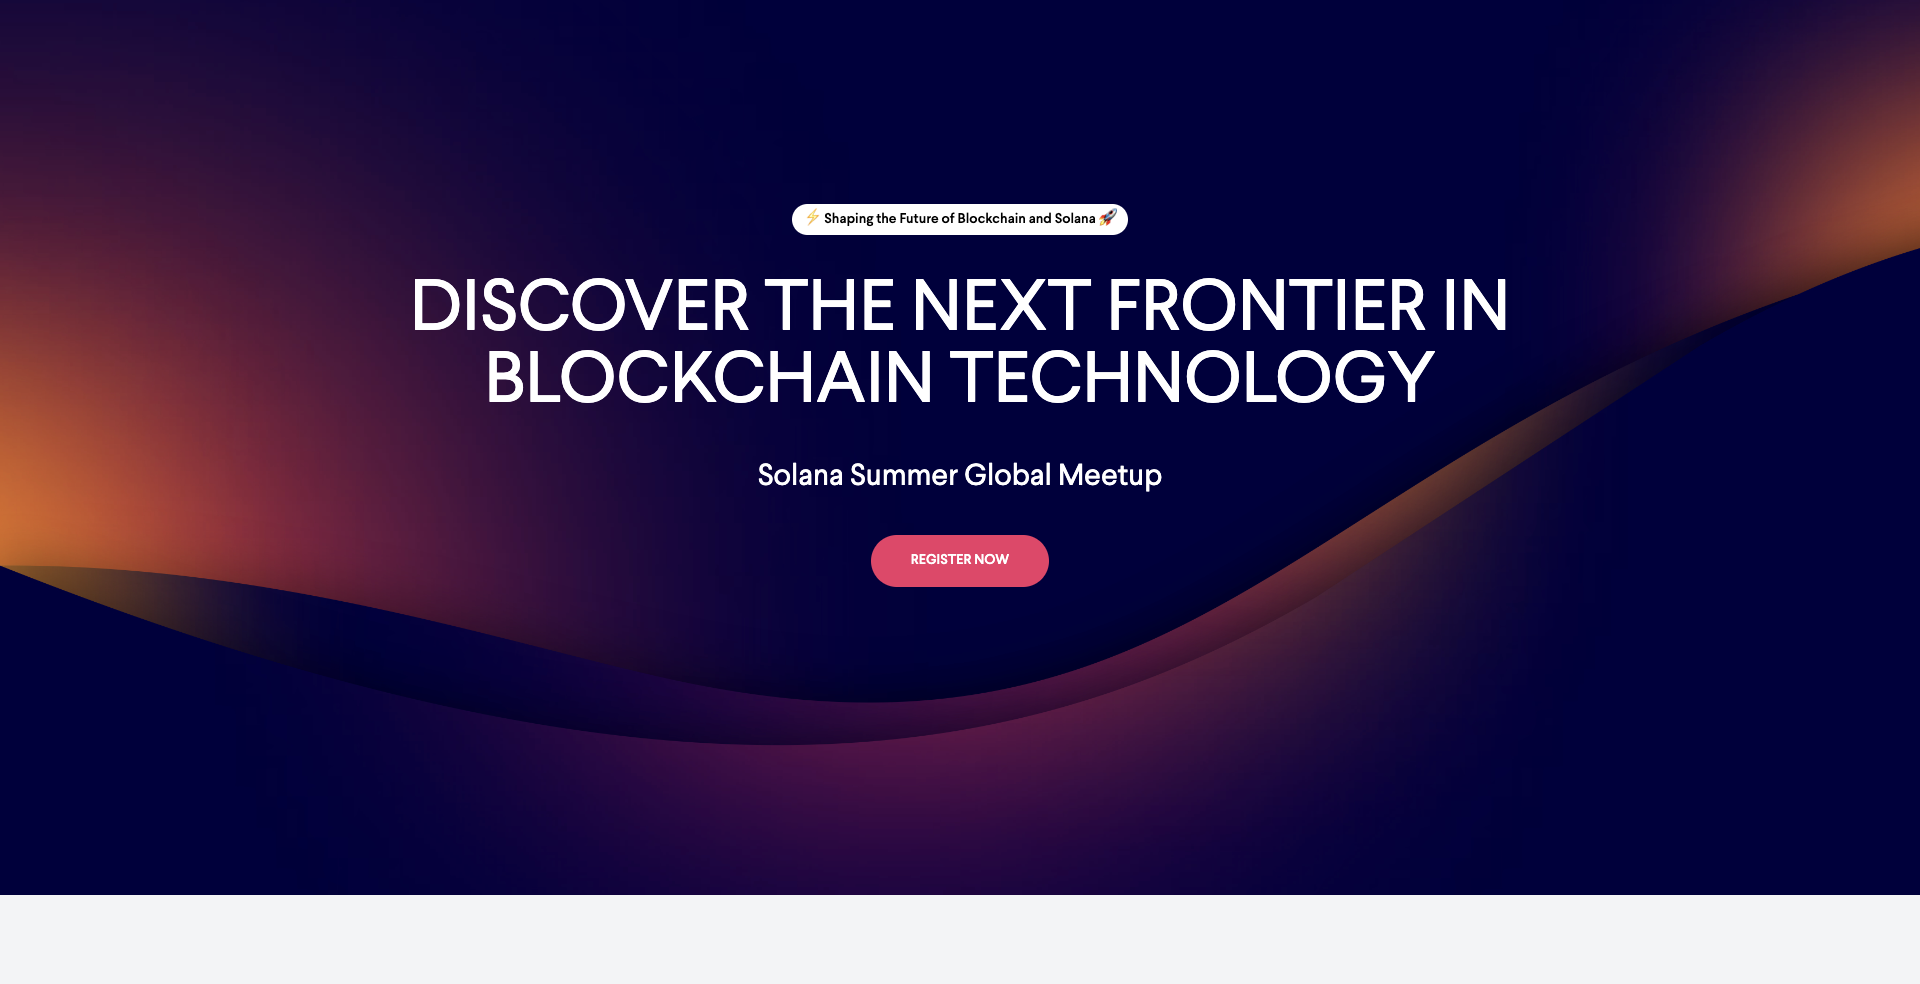 ⚡ Shaping the Future of Blockchain and Solana 🚀
DISCOVER THE NEXT FRONTIER IN
BLOCKCHAIN TECHNOLOGY
Solana Summer Global Meetup
REGISTER NOW